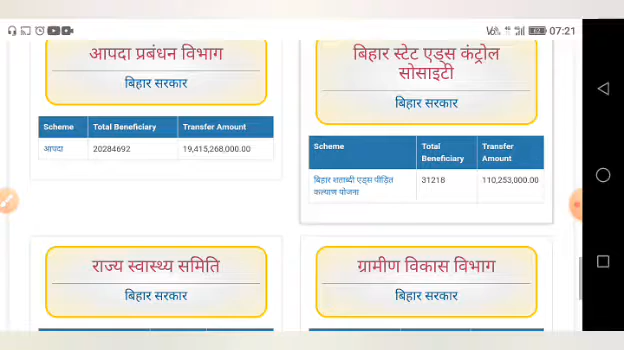 07:21
आपदा प्रबंधन विभाग
बिहार सरकार
Scheme Total Beneficiary Transfer Amount
आपदा 20284692 19,415,268,000.00
बिहार स्टेट एड्स कंट्रोल
सोसाइटी
बिहार सरकार
Scheme Total Beneficiary Transfer Amount
बिहार शताब्दी एड्स पीड़ित
कल्याण योजना 31218 110,253,000.00
राज्य स्वास्थ्य समिति
बिहार सरकार
ग्रामीण विकास विभाग
बिहार सरकार